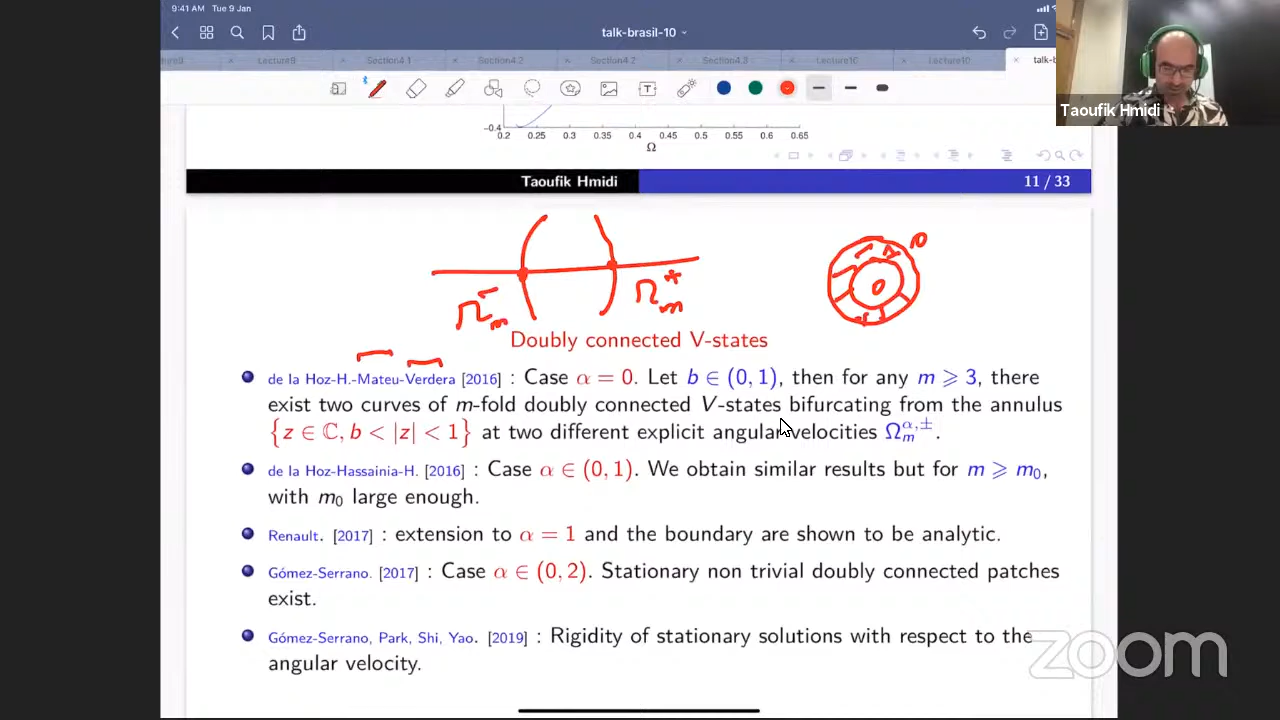 9:41 AM Tue 9 Jan
talk-brasil-10
Lecture9
Section4.1
Section4.2
Section4.2
Section4.3
Lecture10
Lecture10
talk-b
Taoufik Hmidi
−0.4
0.2 0.25 0.3 0.35 0.4 0.45 0.5 0.55 0.6 0.65
Ω
Taoufik Hmidi 11 / 33
Ω⁻ₘ Ω⁺ₘ
Doubly connected V-states
de la Hoz-H.-Mateu-Verdera [2016] : Case α = 0. Let b ∈ (0, 1), then for any m ⩾ 3, there
exist two curves of m-fold doubly connected V-states bifurcating from the annulus
{z ∈ ℂ, b < |z| < 1} at two different explicit angular velocities Ωₘ^{α,±}.
de la Hoz-Hassainia-H. [2016] : Case α ∈ (0, 1). We obtain similar results but for m ⩾ m₀,
with m₀ large enough.
Renault. [2017] : extension to α = 1 and the boundary are shown to be analytic.
Gómez-Serrano. [2017] : Case α ∈ (0, 2). Stationary non trivial doubly connected patches
exist.
Gómez-Serrano, Park, Shi, Yao. [2019] : Rigidity of stationary solutions with respect to the
angular velocity.
zoom